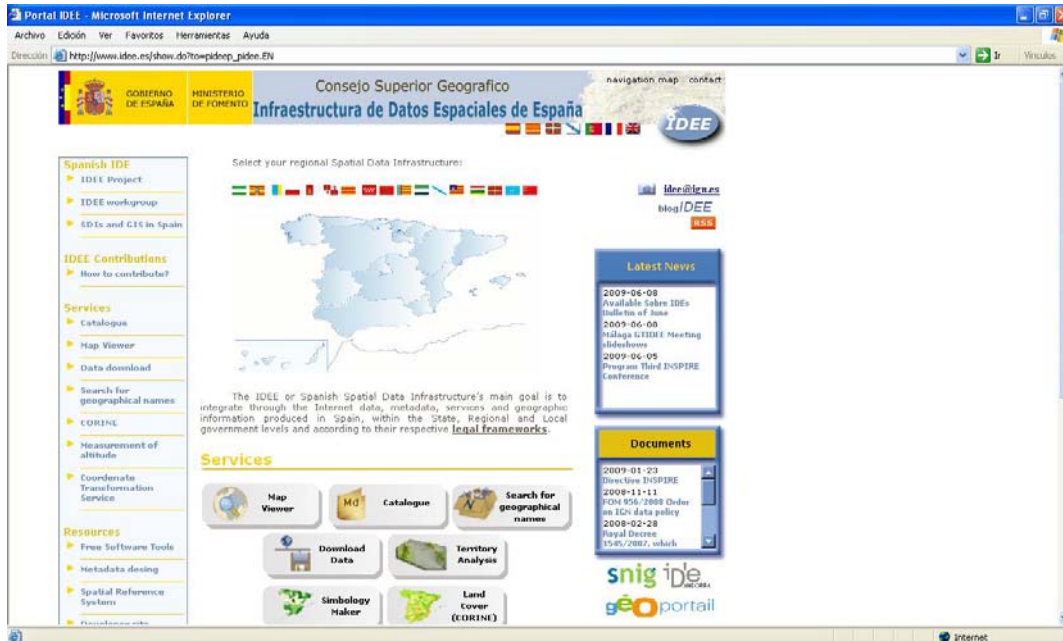 Portal IDEE - Microsoft Internet Explorer
Archivo Edición Ver Favoritos Herramientas Ayuda
Dirección http://www.idee.es/show.do?to=pideep_pidee.EN Ir Vínculos
GOBIERNO DE ESPAÑA
MINISTERIO DE FOMENTO
Consejo Superior Geografico
Infraestructura de Datos Espaciales de España
navigation map contact
IDEE
Spanish IDE
IDEE Project
IDEE workgroup
SDIs and GIS in Spain
IDEE Contributions
How to contribute?
Services
Catalogue
Map Viewer
Data download
Search for
geographical names
CORINE
Measurement of
altitude
Coordenate
Transformation
Service
Resources
Free Software Tools
Metadata desing
Spatial Reference
System
Developer site
Select your regional Spatial Data Infrastructure:
The IDEE or Spanish Spatial Data Infrastructure's main goal is to
integrate through the Internet data, metadata, services and geographic
information produced in Spain, within the State, Regional and Local
government levels and according to their respective legal frameworks.
Services
Map
Viewer
Md
Catalogue
Search for
geographical
names
Download
Data
Territory
Analysis
Simbology
Maker
Land
Cover
(CORINE)
idee@ign.es
blogIDEE
RSS
Latest News
2009-06-08
Available Sobre IDEs
Bulletin of June
2009-06-08
Málaga GTIDEE Meeting
slideshows
2009-06-05
Program Third INSPIRE
Conference
Documents
2009-01-23
Directive INSPIRE
2008-11-11
FOM 956/2008 Order
on IGN data policy
2008-02-28
Royal Decree
1545/2007, which
snig
ide
ANDORRA
géoportail
Internet